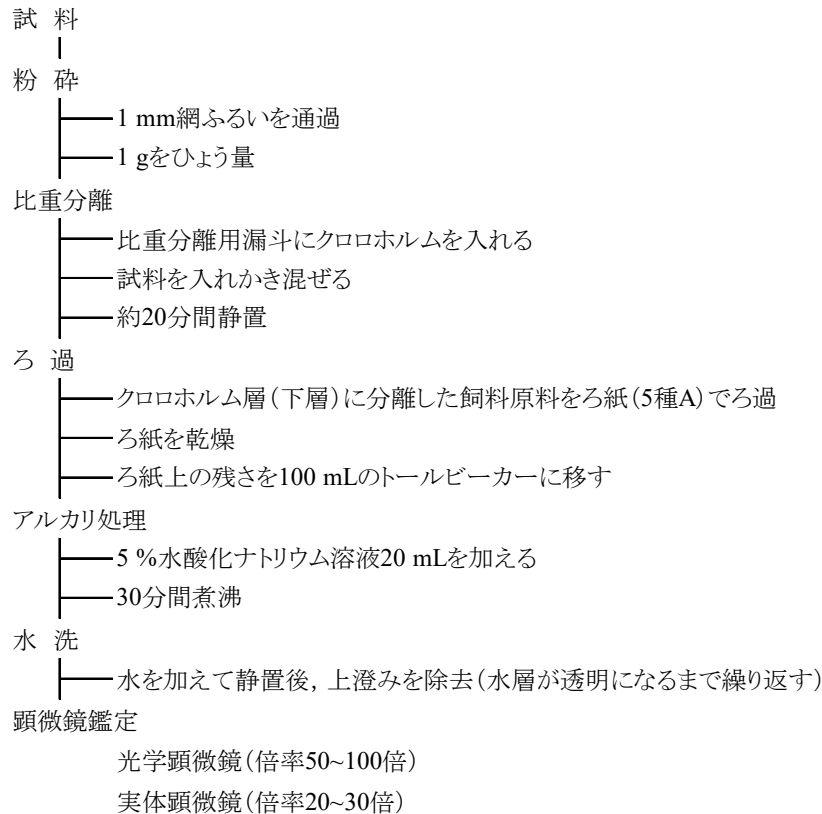 試 料
粉 砕
1 mm網ふるいを通過
1 gをひょう量
比重分離
比重分離用漏斗にクロロホルムを入れる
試料を入れかき混ぜる
約20分間静置
ろ 過
クロロホルム層(下層)に分離した飼料原料をろ紙(5種A)でろ過
ろ紙を乾燥
ろ紙上の残さを100 mLのトールビーカーに移す
アルカリ処理
5 %水酸化ナトリウム溶液20 mLを加える
30分間煮沸
水 洗
水を加えて静置後, 上澄みを除去(水層が透明になるまで繰り返す)
顕微鏡鑑定
光学顕微鏡(倍率50~100倍)
実体顕微鏡(倍率20~30倍)